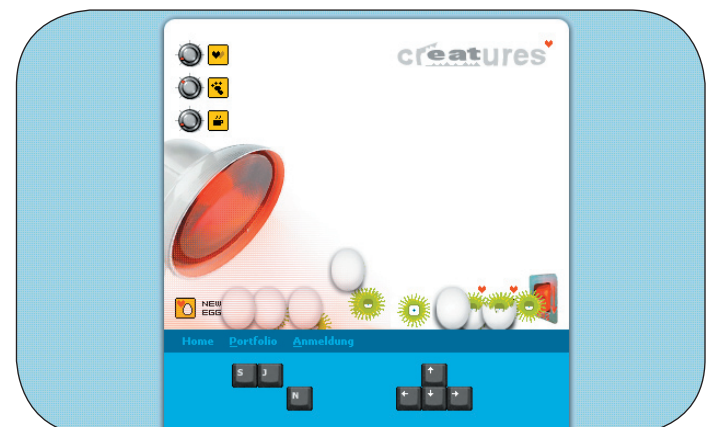 creatures
NEW
EGG
Home Portfolio Anmeldung
S J
N